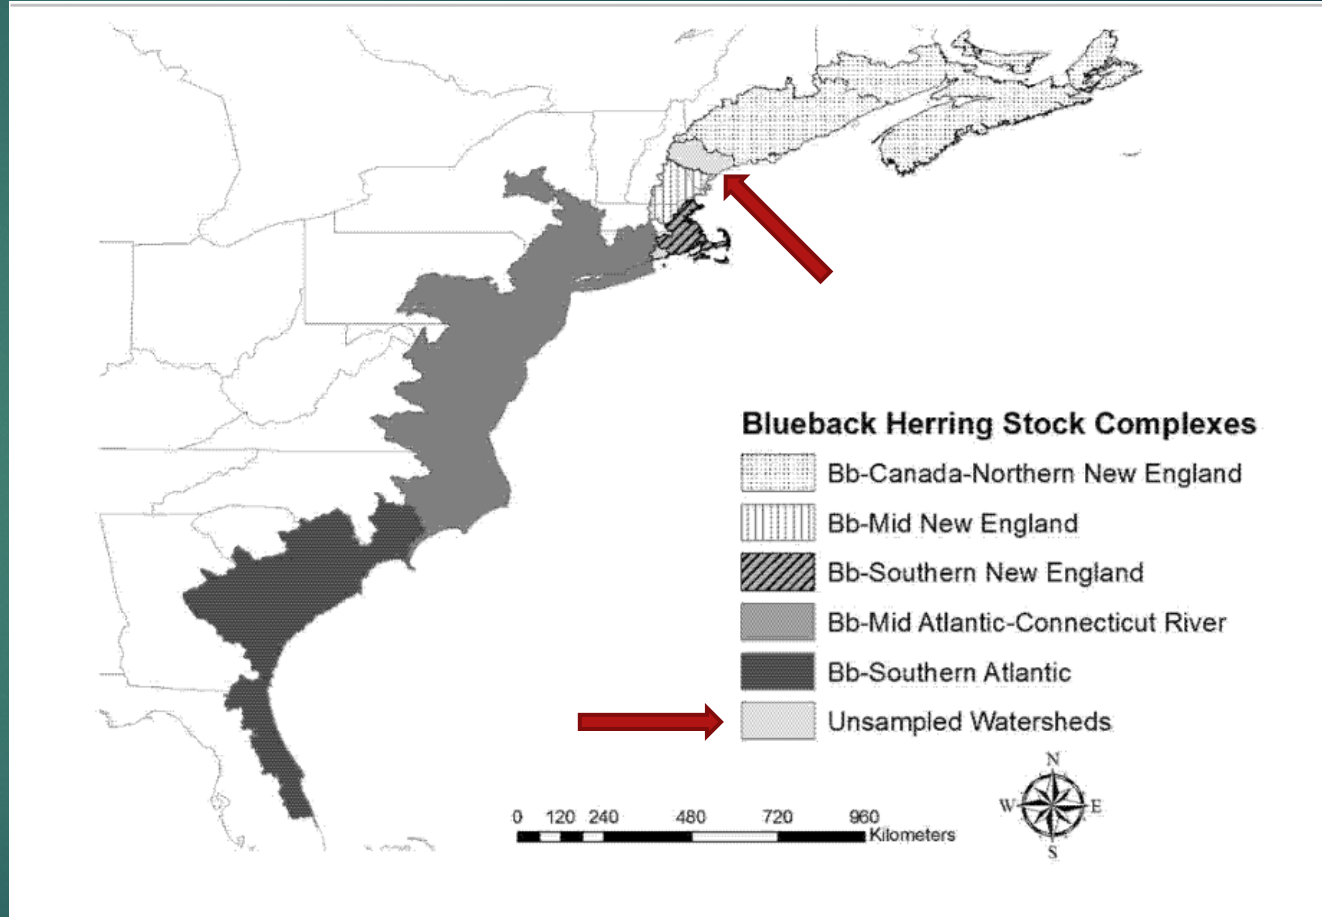 Blueback Herring Stock Complexes
Bb-Canada-Northern New England
Bb-Mid New England
Bb-Southern New England
Bb-Mid Atlantic-Connecticut River
Bb-Southern Atlantic
Unsampled Watersheds
N
W E
S
0 120 240 480 720 960
Kilometers